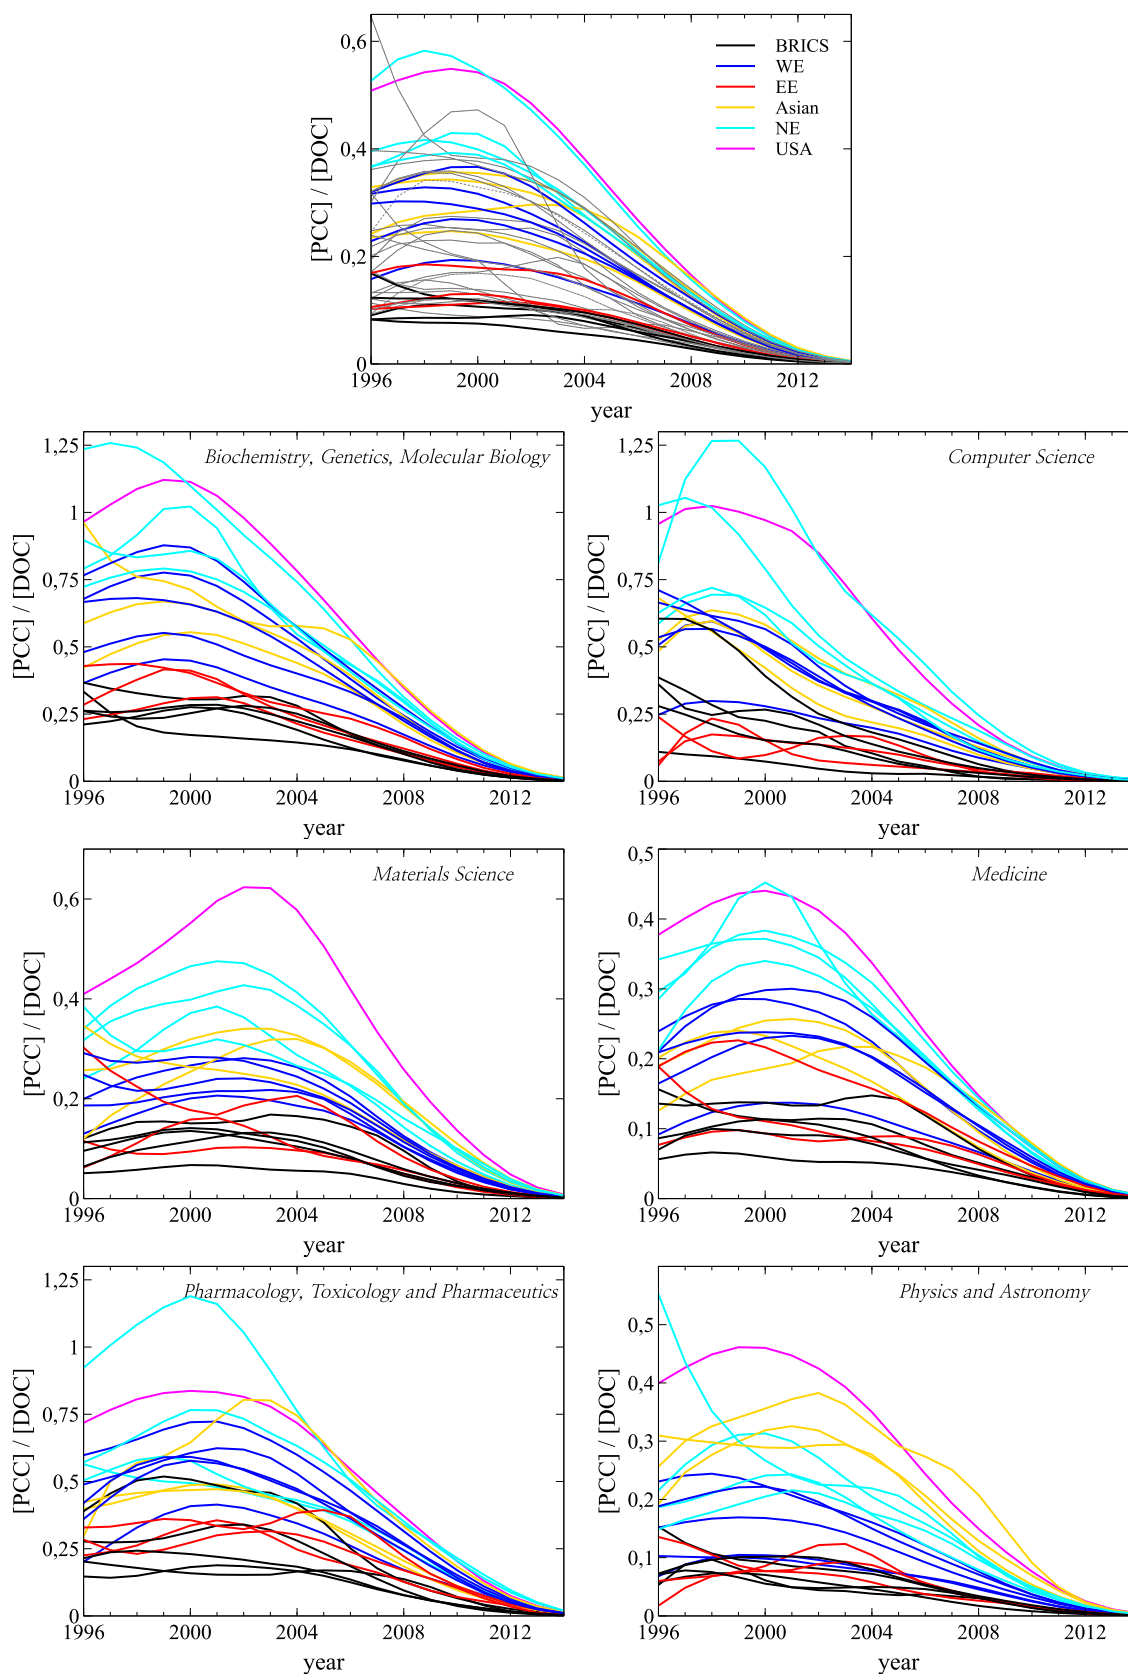 0,6
0,4
0,2
0
[PCC] / [DOC]
BRICS
WE
EE
Asian
NE
USA
1996 2000 2004 2008 2012
year
Biochemistry, Genetics, Molecular Biology
1,25
1
0,75
0,5
0,25
0
[PCC] / [DOC]
1996 2000 2004 2008 2012
year
Computer Science
1,25
1
0,75
0,5
0,25
0
[PCC] / [DOC]
1996 2000 2004 2008 2012
year
Materials Science
0,6
0,4
0,2
0
[PCC] / [DOC]
1996 2000 2004 2008 2012
year
Medicine
0,5
0,4
0,3
0,2
0,1
0
[PCC] / [DOC]
1996 2000 2004 2008 2012
year
Pharmacology, Toxicology and Pharmaceutics
1,25
1
0,75
0,5
0,25
0
[PCC] / [DOC]
1996 2000 2004 2008 2012
year
Physics and Astronomy
0,5
0,4
0,3
0,2
0,1
0
[PCC] / [DOC]
1996 2000 2004 2008 2012
year